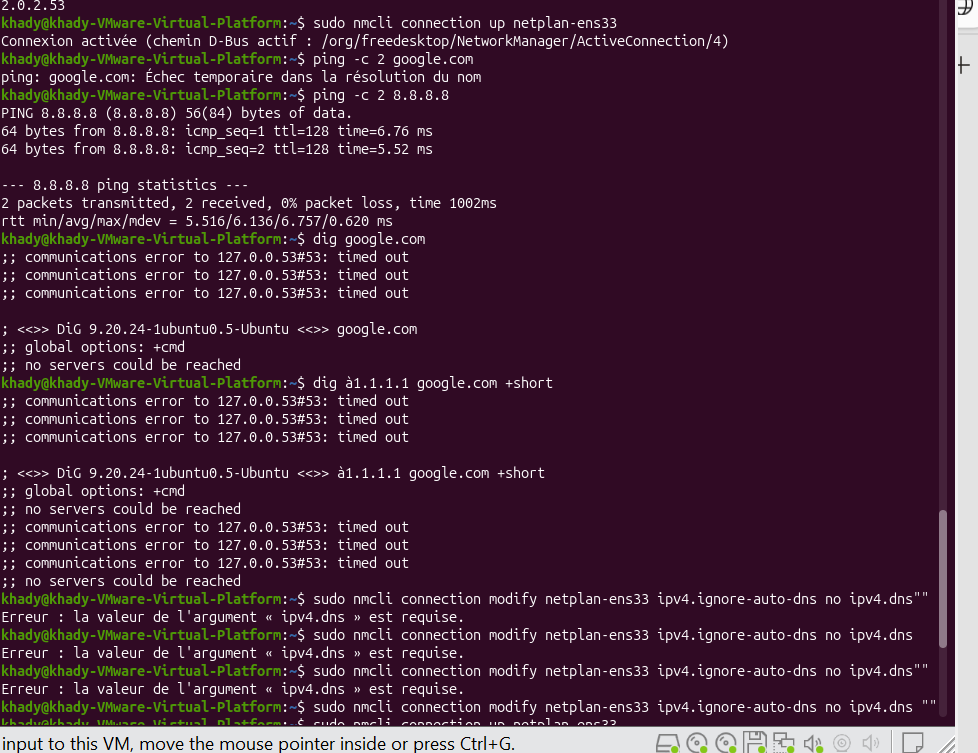 2.0.2.53
khady@khady-VMware-Virtual-Platform:~$ sudo nmcli connection up netplan-ens33
Connexion activée (chemin D-Bus actif : /org/freedesktop/NetworkManager/ActiveConnection/4)
khady@khady-VMware-Virtual-Platform:~$ ping -c 2 google.com
ping: google.com: Échec temporaire dans la résolution du nom
khady@khady-VMware-Virtual-Platform:~$ ping -c 2 8.8.8.8
PING 8.8.8.8 (8.8.8.8) 56(84) bytes of data.
64 bytes from 8.8.8.8: icmp_seq=1 ttl=128 time=6.76 ms
64 bytes from 8.8.8.8: icmp_seq=2 ttl=128 time=5.52 ms

--- 8.8.8.8 ping statistics ---
2 packets transmitted, 2 received, 0% packet loss, time 1002ms
rtt min/avg/max/mdev = 5.516/6.136/6.757/0.620 ms
khady@khady-VMware-Virtual-Platform:~$ dig google.com
;; communications error to 127.0.0.53#53: timed out
;; communications error to 127.0.0.53#53: timed out
;; communications error to 127.0.0.53#53: timed out

; <<>> DiG 9.20.24-1ubuntu0.5-Ubuntu <<>> google.com
;; global options: +cmd
;; no servers could be reached
khady@khady-VMware-Virtual-Platform:~$ dig à1.1.1.1 google.com +short
;; communications error to 127.0.0.53#53: timed out
;; communications error to 127.0.0.53#53: timed out
;; communications error to 127.0.0.53#53: timed out

; <<>> DiG 9.20.24-1ubuntu0.5-Ubuntu <<>> à1.1.1.1 google.com +short
;; global options: +cmd
;; no servers could be reached
;; communications error to 127.0.0.53#53: timed out
;; communications error to 127.0.0.53#53: timed out
;; communications error to 127.0.0.53#53: timed out
;; no servers could be reached
khady@khady-VMware-Virtual-Platform:~$ sudo nmcli connection modify netplan-ens33 ipv4.ignore-auto-dns no ipv4.dns""
Erreur : la valeur de l'argument « ipv4.dns » est requise.
khady@khady-VMware-Virtual-Platform:~$ sudo nmcli connection modify netplan-ens33 ipv4.ignore-auto-dns no ipv4.dns
Erreur : la valeur de l'argument « ipv4.dns » est requise.
khady@khady-VMware-Virtual-Platform:~$ sudo nmcli connection modify netplan-ens33 ipv4.ignore-auto-dns no ipv4.dns""
Erreur : la valeur de l'argument « ipv4.dns » est requise.
khady@khady-VMware-Virtual-Platform:~$ sudo nmcli connection modify netplan-ens33 ipv4.ignore-auto-dns no ipv4.dns ""
khady@khady-VMware-Virtual-Platform:~$ sudo nmcli connection up netplan-ens33
input to this VM, move the mouse pointer inside or press Ctrl+G.